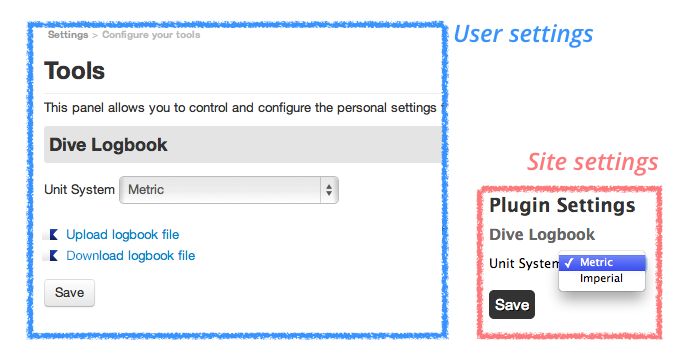 Settings > Configure your tools
User settings
Tools
This panel allows you to control and configure the personal settings
Dive Logbook
Unit System Metric
Upload logbook file
Download logbook file
Save
Site settings
Plugin Settings
Dive Logbook
Unit System ✓ Metric
Imperial
Save